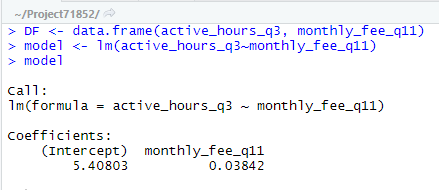 ~/Project71852/
> DF <- data.frame(active_hours_q3, monthly_fee_q11)
> model <- lm(active_hours_q3~monthly_fee_q11)
> model
Call:
lm(formula = active_hours_q3 ~ monthly_fee_q11)
Coefficients:
(Intercept)  monthly_fee_q11
5.40803          0.03842